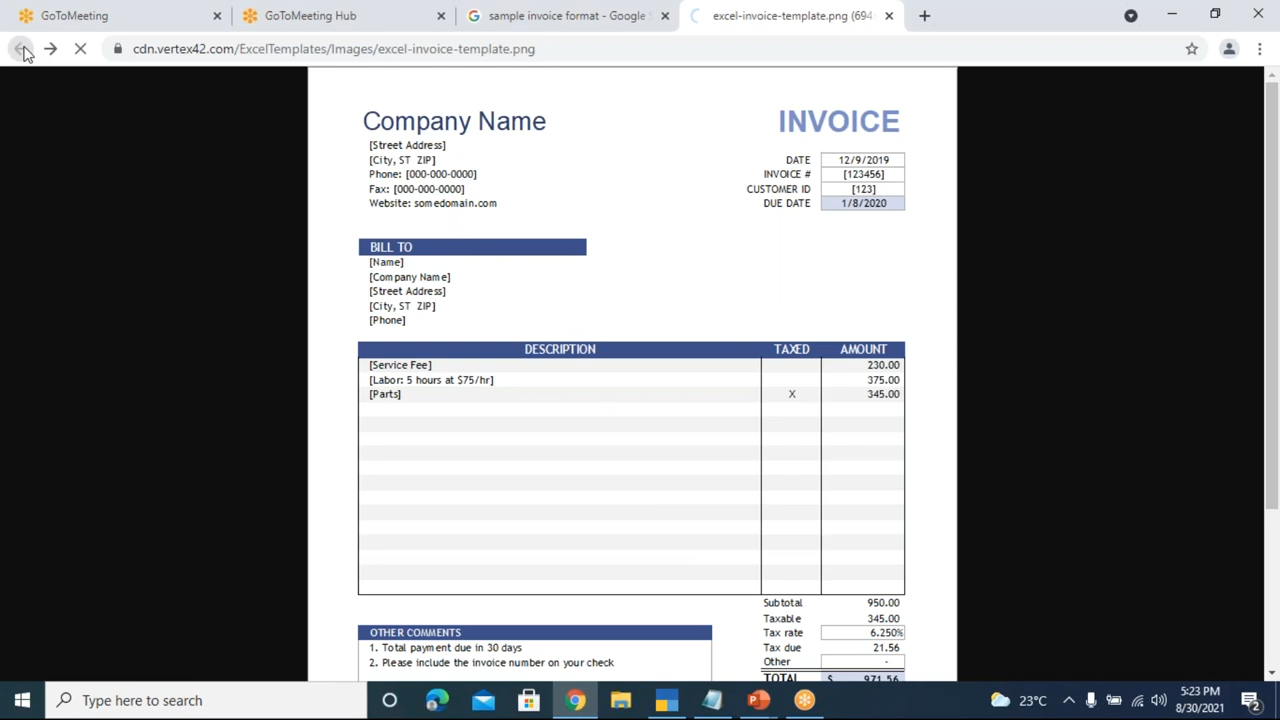 GoToMeeting
GoToMeeting Hub
sample invoice format - Google S
excel-invoice-template.png (694
cdn.vertex42.com/ExcelTemplates/Images/excel-invoice-template.png
Company Name
INVOICE
[Street Address]
[City, ST ZIP]
Phone: [000-000-0000]
Fax: [000-000-0000]
Website: somedomain.com
DATE 12/9/2019
INVOICE # [123456]
CUSTOMER ID [123]
DUE DATE 1/8/2020
BILL TO
[Name]
[Company Name]
[Street Address]
[City, ST ZIP]
[Phone]
DESCRIPTION TAXED AMOUNT
[Service Fee] 230.00
[Labor: 5 hours at $75/hr] 375.00
[Parts] X 345.00
Subtotal 950.00
Taxable 345.00
Tax rate 6.250%
Tax due 21.56
Other -
TOTAL $ 971.56
OTHER COMMENTS
1. Total payment due in 30 days
2. Please include the invoice number on your check
Type here to search
23°C
5:23 PM
8/30/2021
2